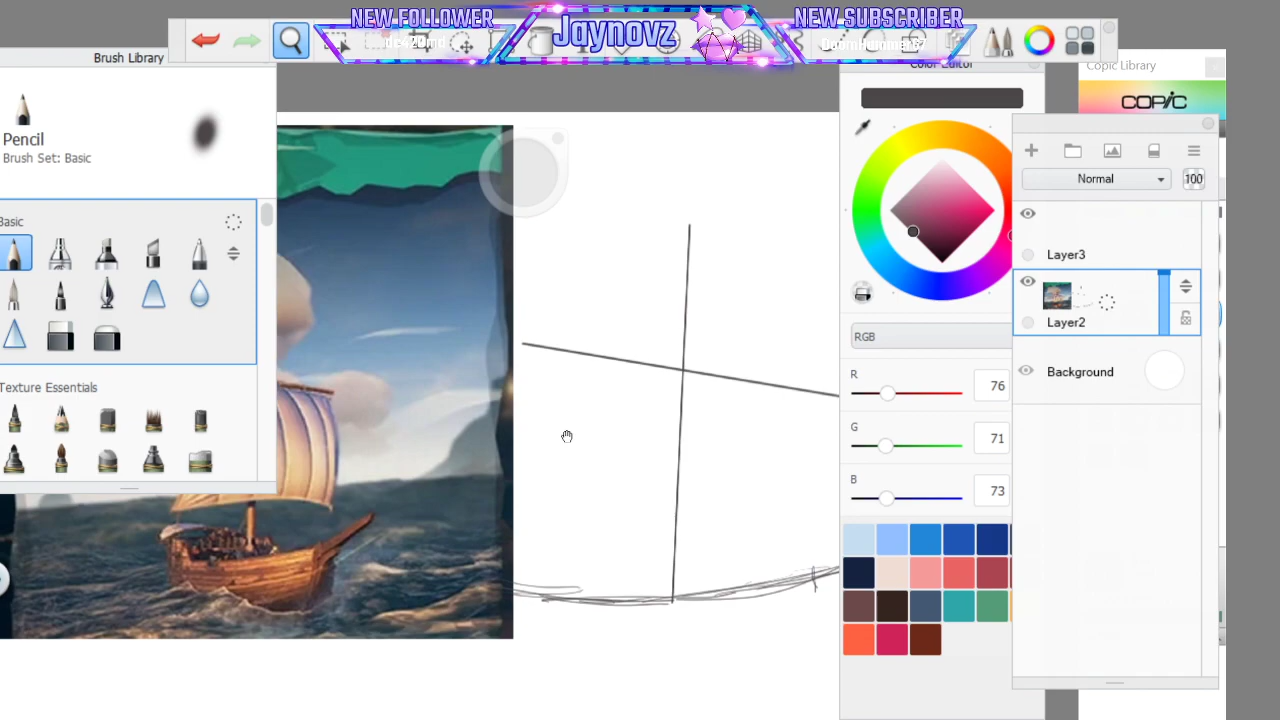 NEW FOLLOWER
Jaynovz
NEW SUBSCRIBER
Brush Library
Color Editor
Copic Library
COPIC
Pencil
Brush Set: Basic
Normal
100
Basic
Layer3
Layer2
RGB
R
76
Background
Texture Essentials
G
71
B
73